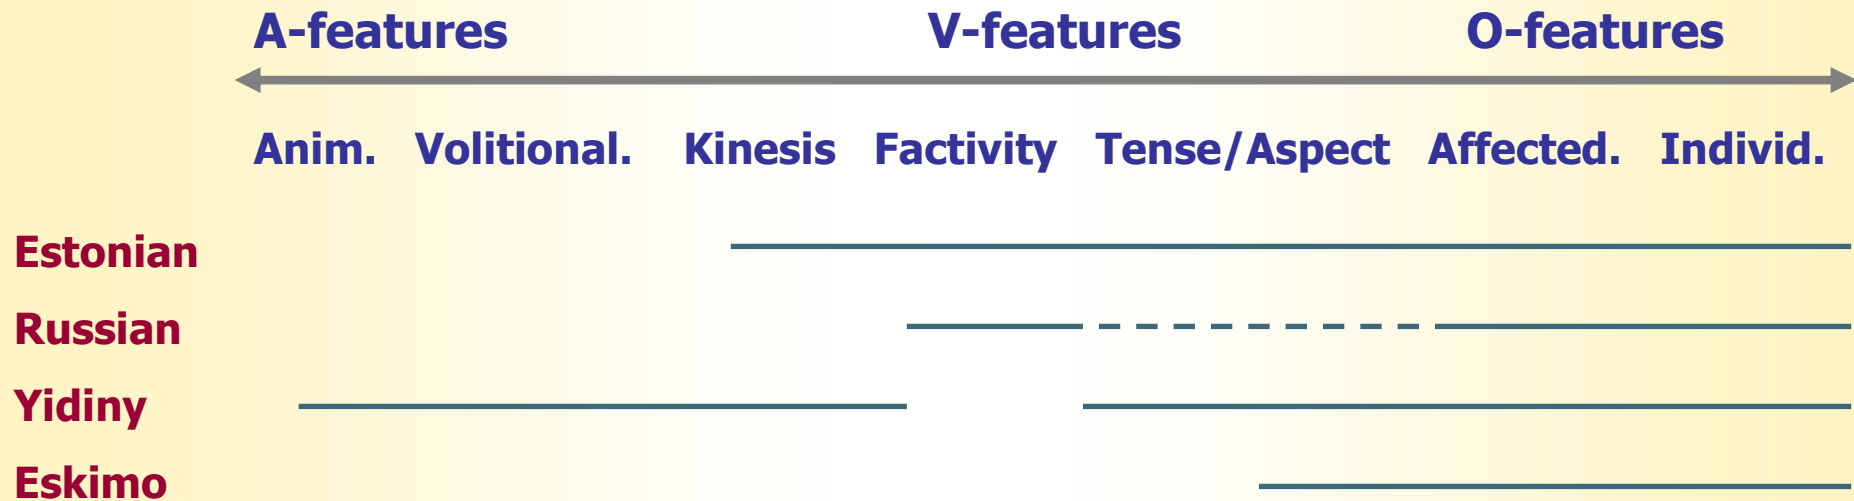 A-features V-features O-features
Anim. Volitional. Kinesis Factivity Tense/Aspect Affected. Individ.
Estonian
Russian
Yidiny
Eskimo